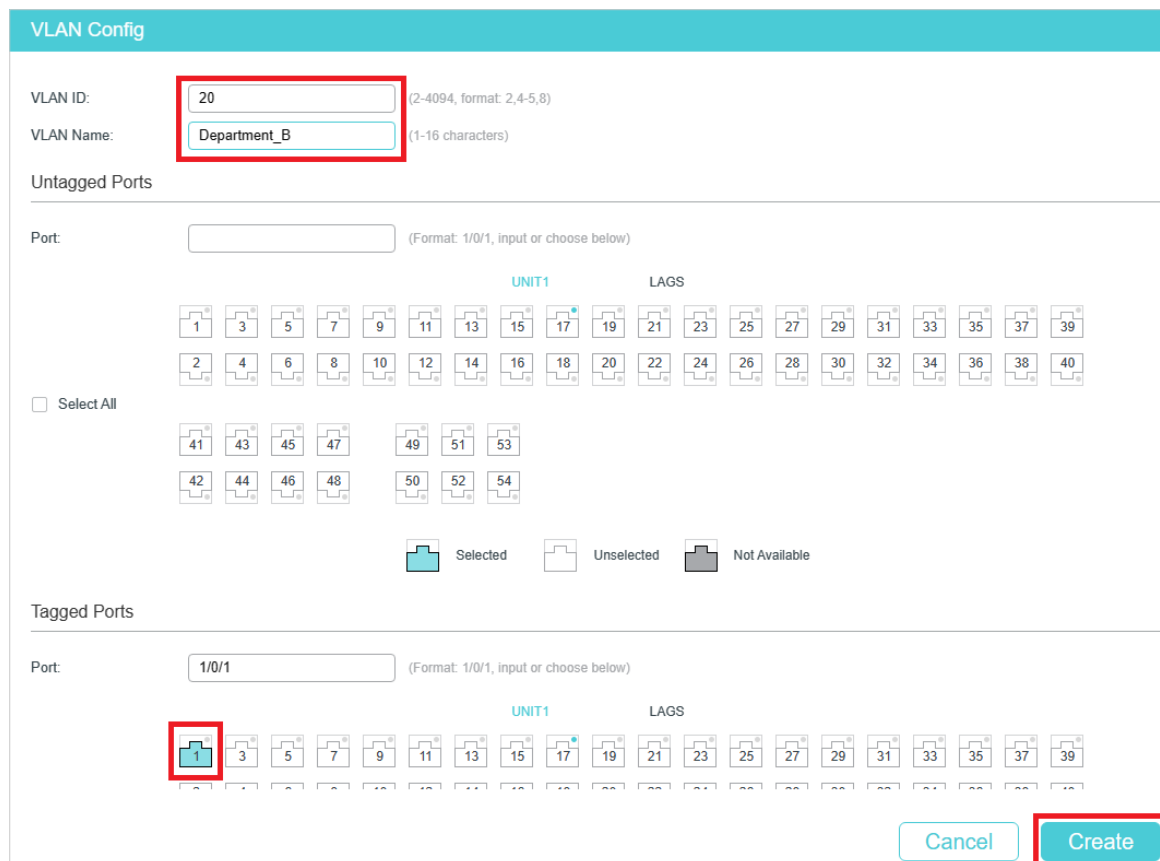 VLAN Config
VLAN ID: 20 (2-4094, format: 2,4-5,8)
VLAN Name: Department_B (1-16 characters)
Untagged Ports
Port: (Format: 1/0/1, input or choose below)
UNIT1 LAGS
1 3 5 7 9 11 13 15 17 19 21 23 25 27 29 31 33 35 37 39
2 4 6 8 10 12 14 16 18 20 22 24 26 28 30 32 34 36 38 40
Select All
41 43 45 47 49 51 53
42 44 46 48 50 52 54
Selected Unselected Not Available
Tagged Ports
Port: 1/0/1 (Format: 1/0/1, input or choose below)
UNIT1 LAGS
1 3 5 7 9 11 13 15 17 19 21 23 25 27 29 31 33 35 37 39
Cancel Create